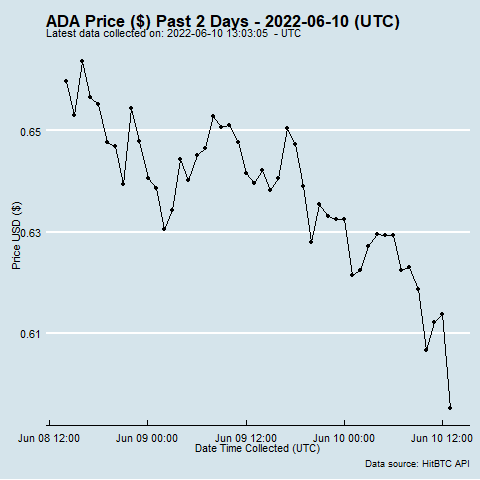 ADA Price ($) Past 2 Days - 2022-06-10 (UTC)
Latest data collected on: 2022-06-10 13:03:05  - UTC
Price USD ($)
0.65
0.63
0.61
Jun 08 12:00 Jun 09 00:00 Jun 09 12:00 Jun 10 00:00 Jun 10 12:00
Date Time Collected (UTC)
Data source: HitBTC API